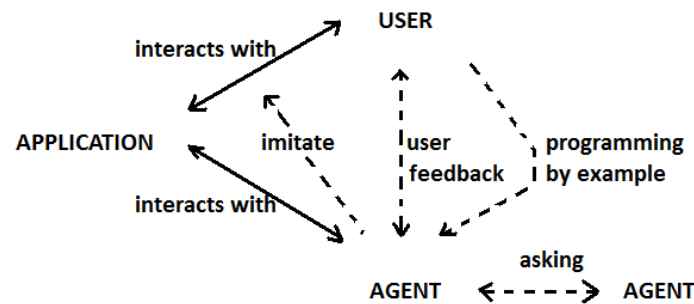 USER
interacts with
APPLICATION
imitate
user
feedback
programming
by example
interacts with
asking
AGENT
AGENT